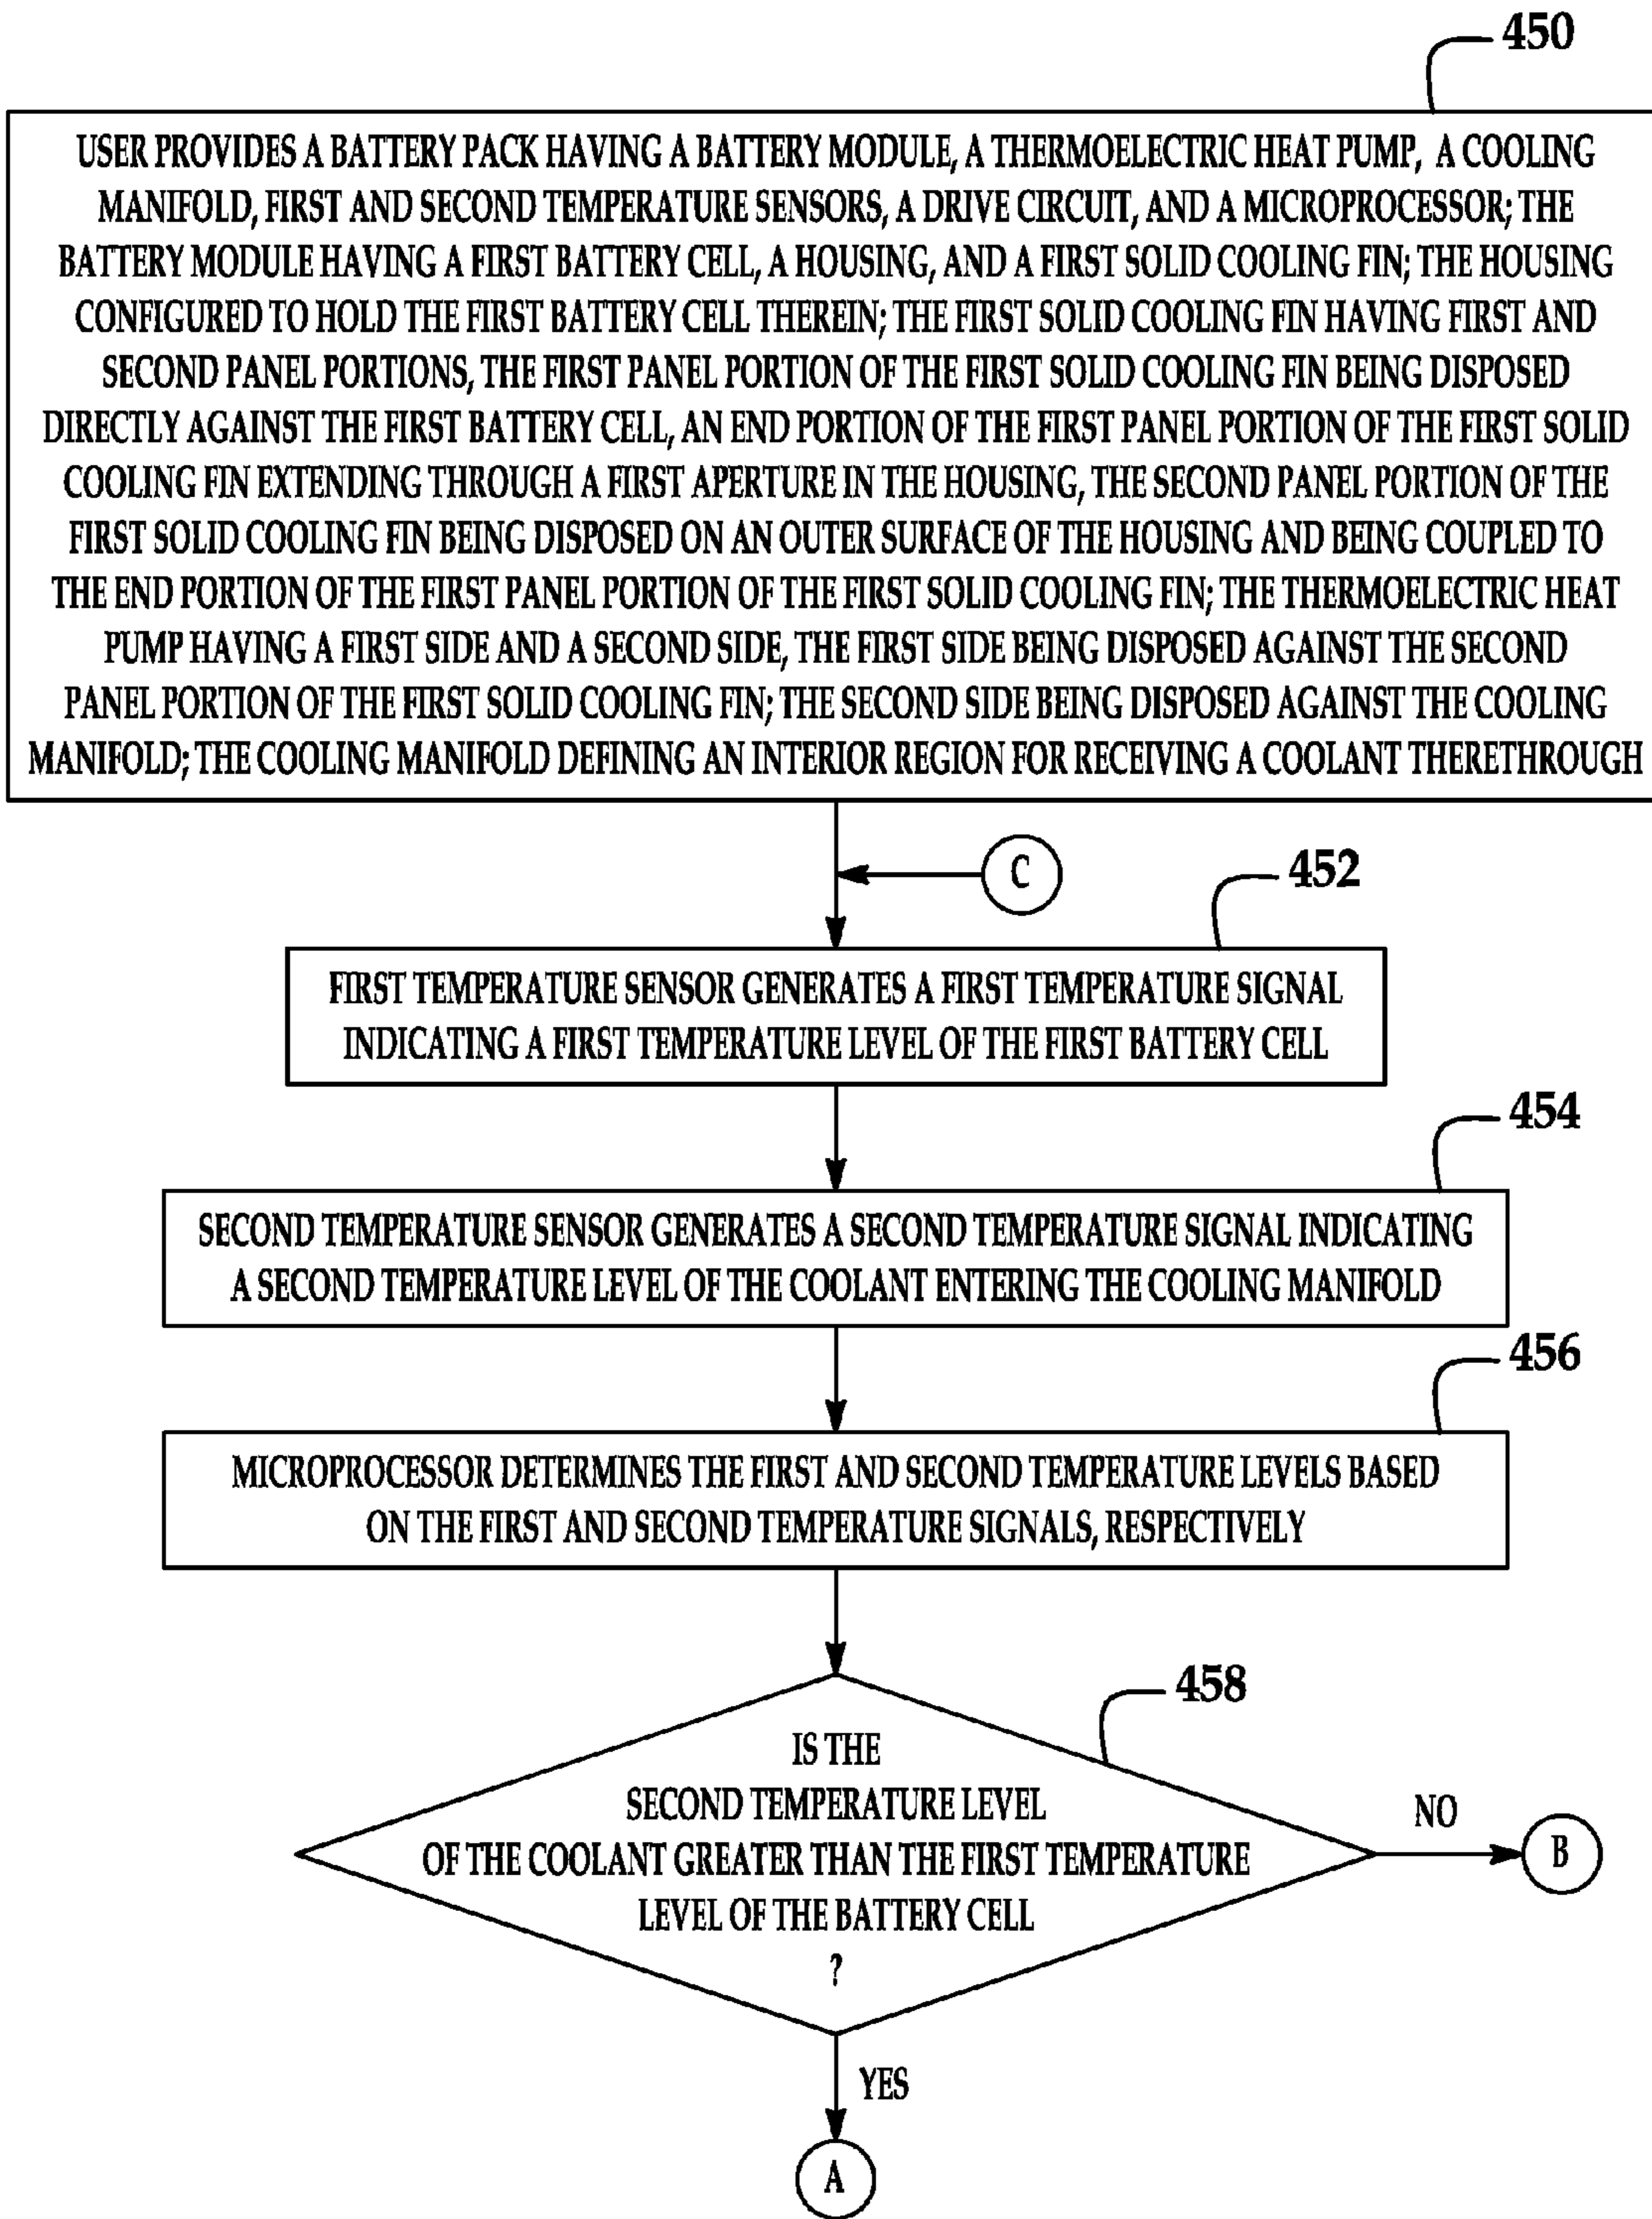 450
USER PROVIDES A BATTERY PACK HAVING A BATTERY MODULE, A THERMOELECTRIC HEAT PUMP, A COOLING
MANIFOLD, FIRST AND SECOND TEMPERATURE SENSORS, A DRIVE CIRCUIT, AND A MICROPROCESSOR; THE
BATTERY MODULE HAVING A FIRST BATTERY CELL, A HOUSING, AND A FIRST SOLID COOLING FIN; THE HOUSING
CONFIGURED TO HOLD THE FIRST BATTERY CELL THEREIN; THE FIRST SOLID COOLING FIN HAVING FIRST AND
SECOND PANEL PORTIONS, THE FIRST PANEL PORTION OF THE FIRST SOLID COOLING FIN BEING DISPOSED
DIRECTLY AGAINST THE FIRST BATTERY CELL, AN END PORTION OF THE FIRST PANEL PORTION OF THE FIRST SOLID
COOLING FIN EXTENDING THROUGH A FIRST APERTURE IN THE HOUSING, THE SECOND PANEL PORTION OF THE
FIRST SOLID COOLING FIN BEING DISPOSED ON AN OUTER SURFACE OF THE HOUSING AND BEING COUPLED TO
THE END PORTION OF THE FIRST PANEL PORTION OF THE FIRST SOLID COOLING FIN; THE THERMOELECTRIC HEAT
PUMP HAVING A FIRST SIDE AND A SECOND SIDE, THE FIRST SIDE BEING DISPOSED AGAINST THE SECOND
PANEL PORTION OF THE FIRST SOLID COOLING FIN; THE SECOND SIDE BEING DISPOSED AGAINST THE COOLING
MANIFOLD; THE COOLING MANIFOLD DEFINING AN INTERIOR REGION FOR RECEIVING A COOLANT THERETHROUGH
C
452
FIRST TEMPERATURE SENSOR GENERATES A FIRST TEMPERATURE SIGNAL
INDICATING A FIRST TEMPERATURE LEVEL OF THE FIRST BATTERY CELL
454
SECOND TEMPERATURE SENSOR GENERATES A SECOND TEMPERATURE SIGNAL INDICATING
A SECOND TEMPERATURE LEVEL OF THE COOLANT ENTERING THE COOLING MANIFOLD
456
MICROPROCESSOR DETERMINES THE FIRST AND SECOND TEMPERATURE LEVELS BASED
ON THE FIRST AND SECOND TEMPERATURE SIGNALS, RESPECTIVELY
458
IS THE
SECOND TEMPERATURE LEVEL
OF THE COOLANT GREATER THAN THE FIRST TEMPERATURE
LEVEL OF THE BATTERY CELL
?
NO
B
YES
A